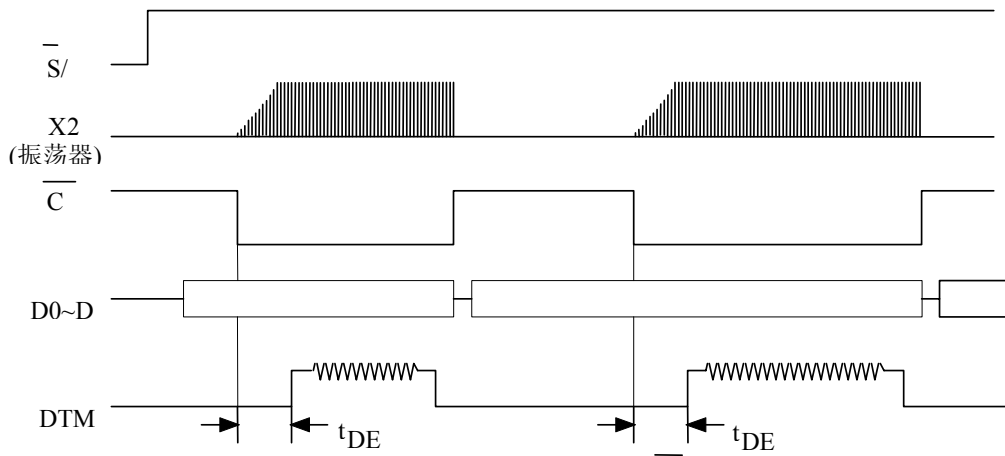 S̅/
X2
(振荡器)
C̅
D0~D
DTM
tDE
tDE